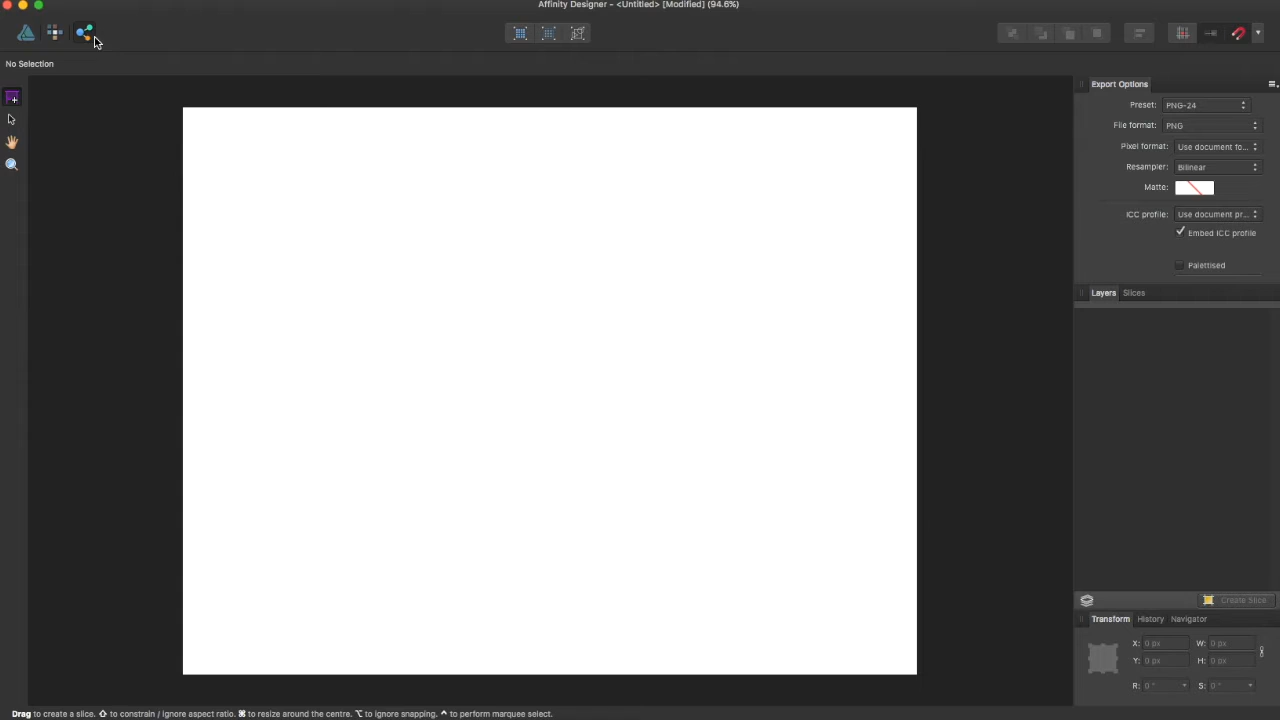 Affinity Designer - <Untitled> [Modified] (94.6%)
No Selection
Export Options
Preset: PNG-24
File format: PNG
Pixel format: Use document fo...
Resampler: Bilinear
Matte:
ICC profile: Use document pr...
Embed ICC profile
Palettised
Layers Slices
Create Slice
Transform History Navigator
X: 0 px W: 0 px
Y: 0 px H: 0 px
R: 0 ° S: 0 °
Drag to create a slice. ⇧ to constrain / ignore aspect ratio. ⌘ to resize around the centre. ⌥ to ignore snapping. ^ to perform marquee select.